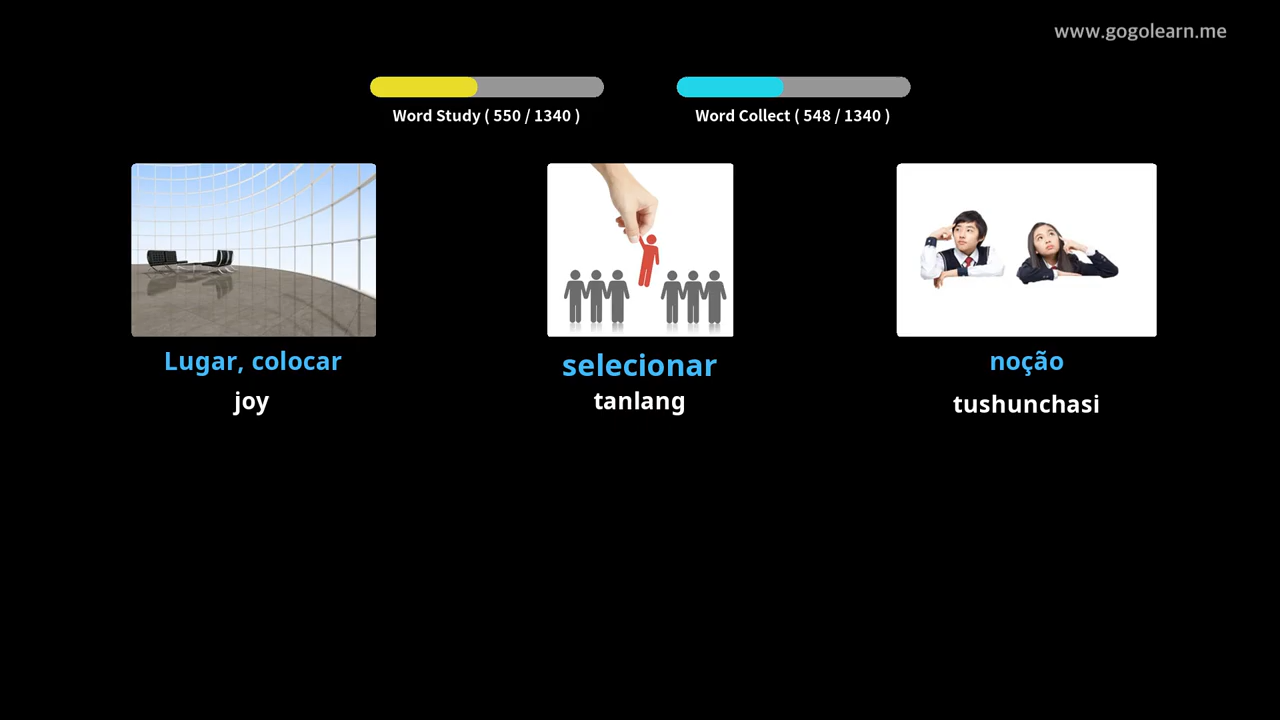 www.gogolearn.me
Word Study ( 550 / 1340 )
Word Collect ( 548 / 1340 )
Lugar, colocar
joy
selecionar
tanlang
noção
tushunchasi